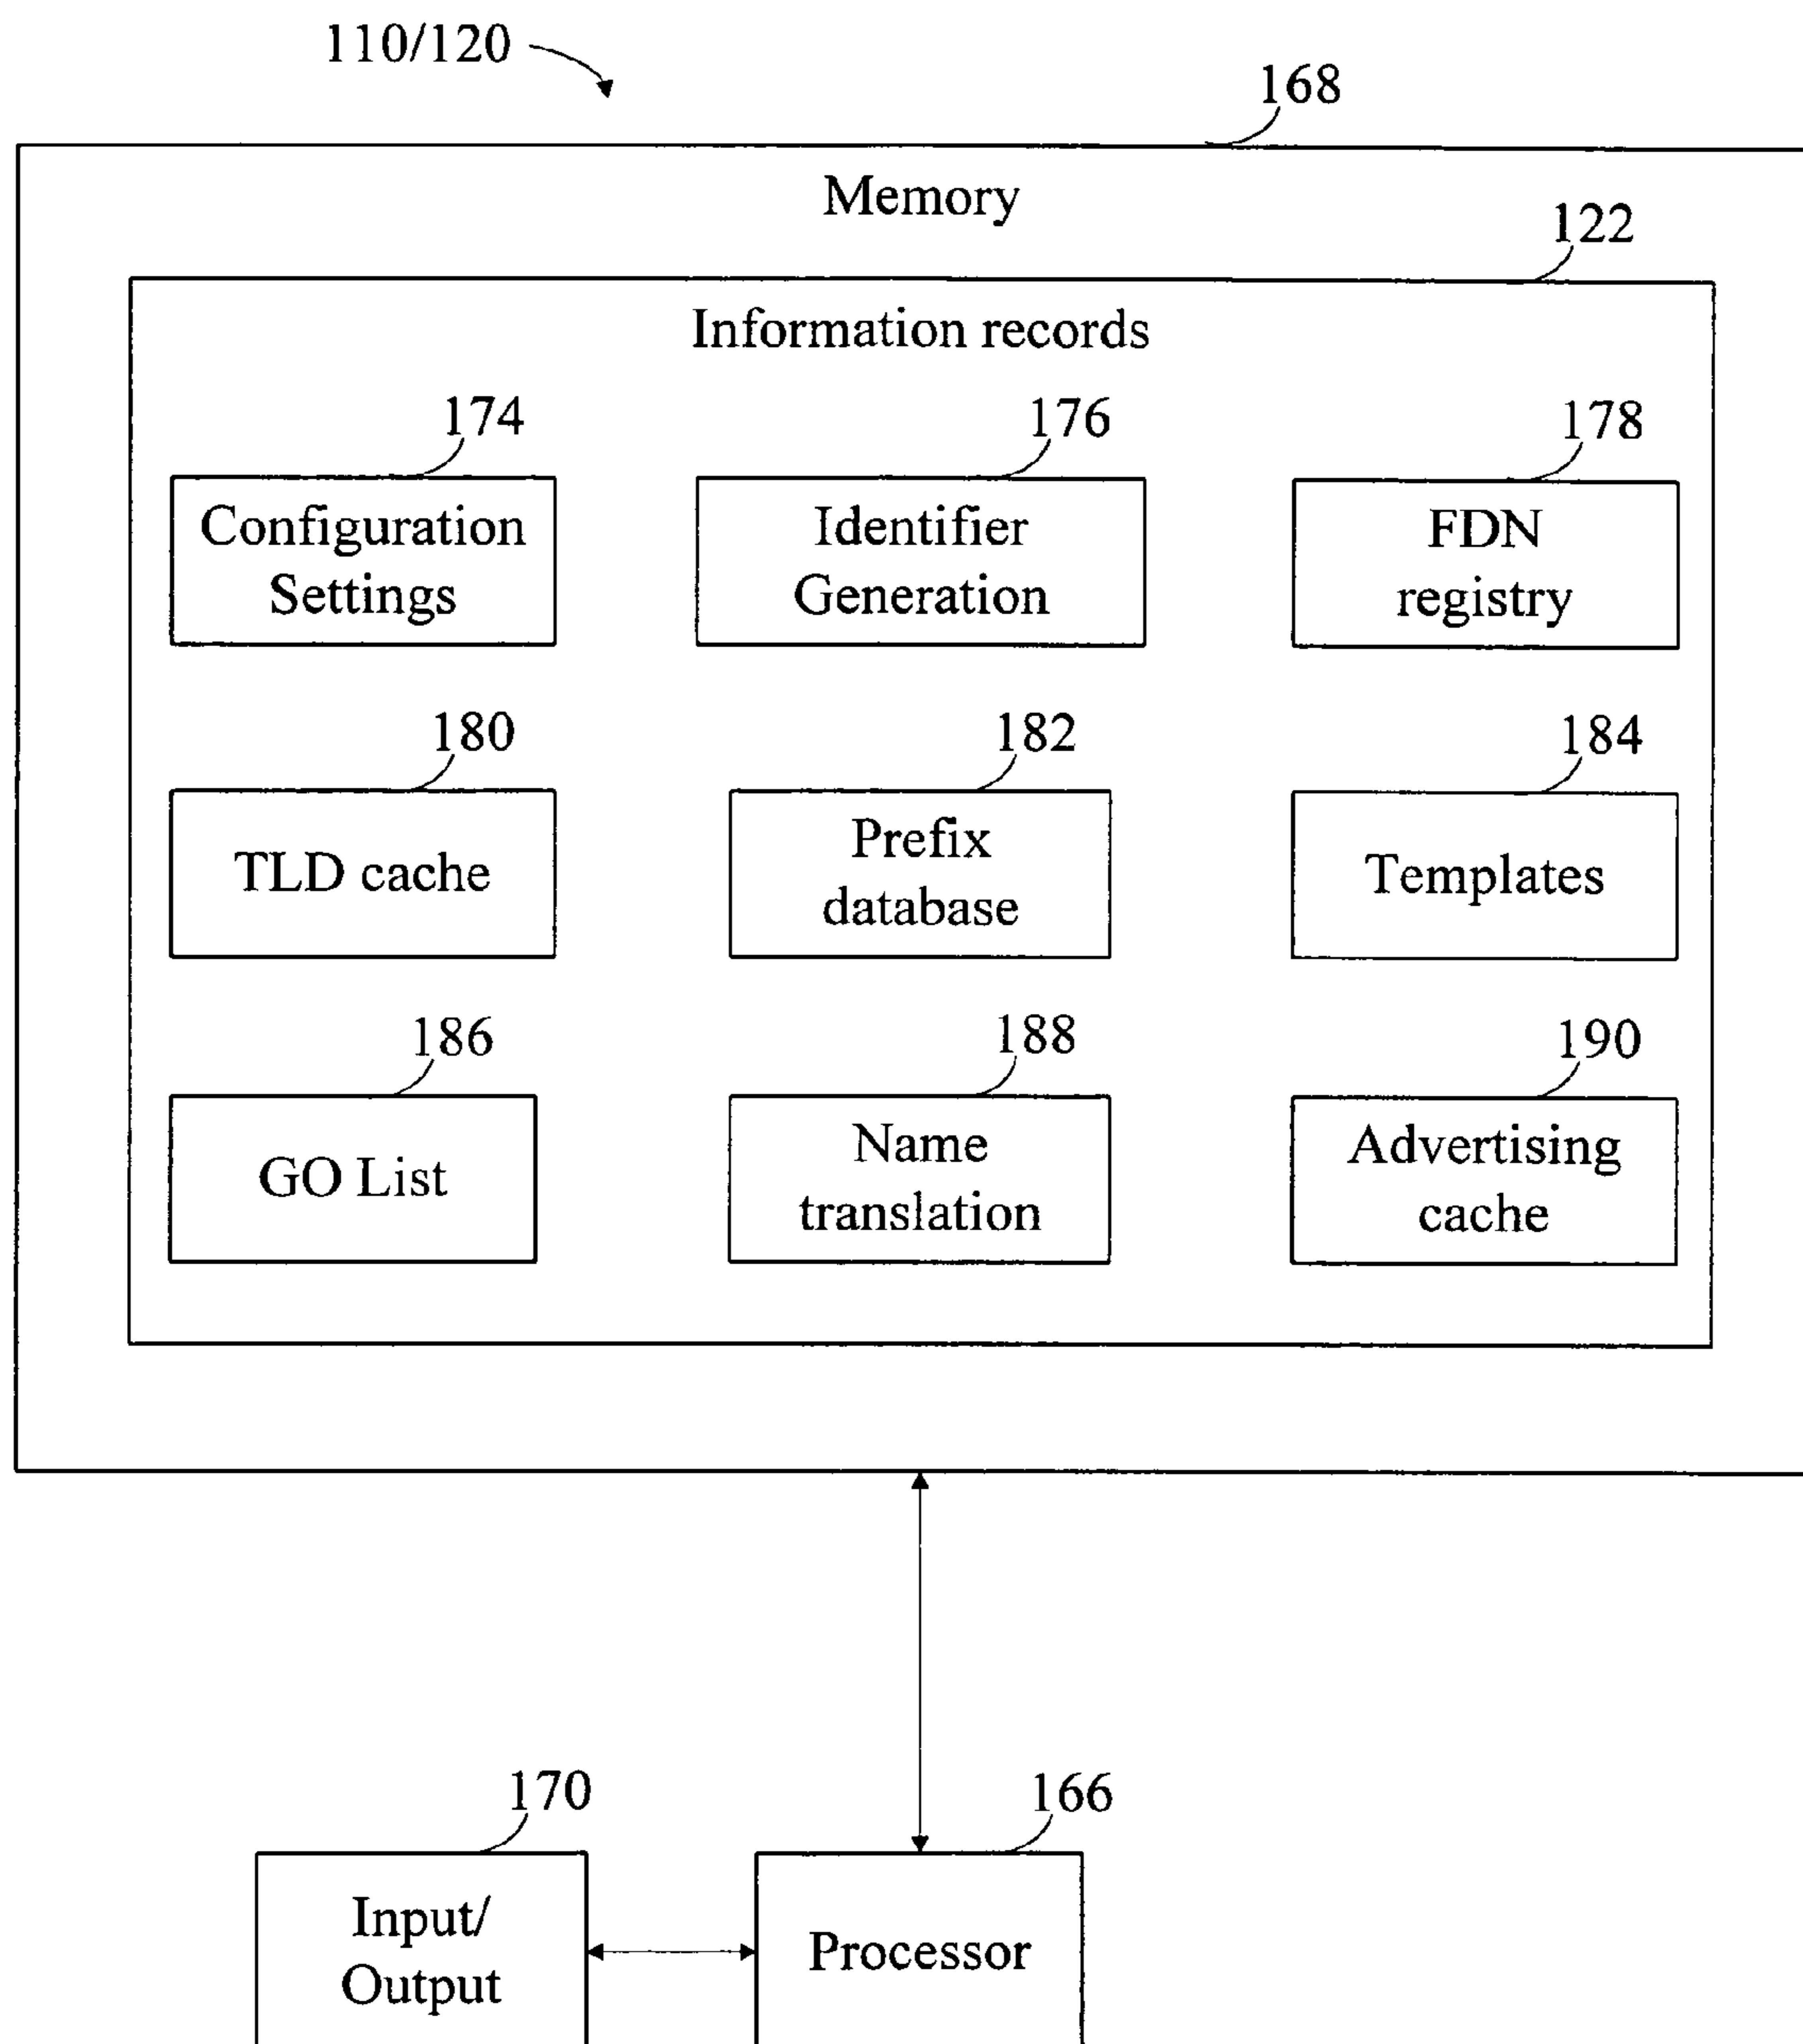 110/120
168
Memory
122
Information records
174
176
178
Configuration
Settings
Identifier
Generation
FDN
registry
180
182
184
TLD cache
Prefix
database
Templates
186
188
190
GO List
Name
translation
Advertising
cache
170
166
Input/
Output
Processor